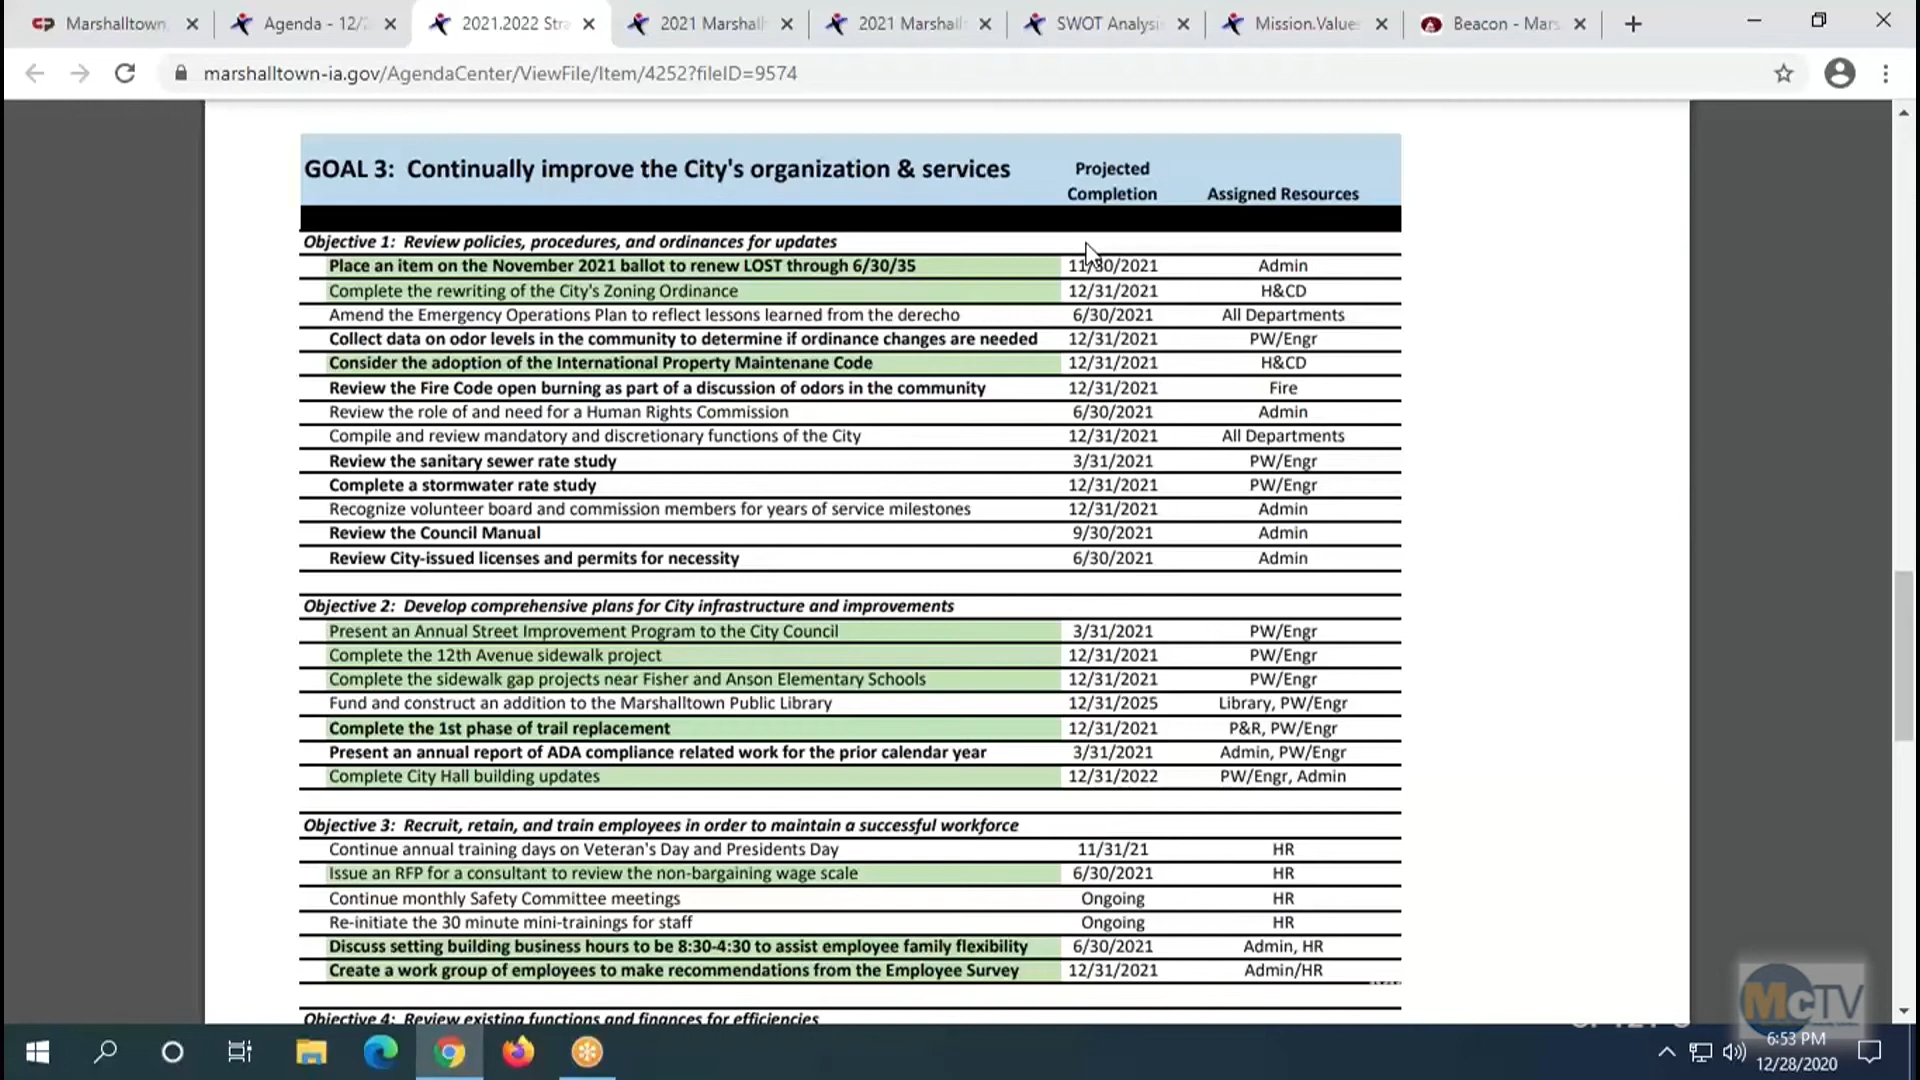 Marshalltown,
Agenda - 12/2
2021.2022 Stra
2021 Marshall
2021 Marshall
SWOT Analysi
Mission.Value
Beacon - Mars
marshalltown-ia.gov/AgendaCenter/ViewFile/Item/4252?fileID=9574
GOAL 3: Continually improve the City's organization & services
Projected
Completion
Assigned Resources
Objective 1: Review policies, procedures, and ordinances for updates
Place an item on the November 2021 ballot to renew LOST through 6/30/35 11/30/2021 Admin
Complete the rewriting of the City's Zoning Ordinance 12/31/2021 H&CD
Amend the Emergency Operations Plan to reflect lessons learned from the derecho 6/30/2021 All Departments
Collect data on odor levels in the community to determine if ordinance changes are needed 12/31/2021 PW/Engr
Consider the adoption of the International Property Maintenane Code 12/31/2021 H&CD
Review the Fire Code open burning as part of a discussion of odors in the community 12/31/2021 Fire
Review the role of and need for a Human Rights Commission 6/30/2021 Admin
Compile and review mandatory and discretionary functions of the City 12/31/2021 All Departments
Review the sanitary sewer rate study 3/31/2021 PW/Engr
Complete a stormwater rate study 12/31/2021 PW/Engr
Recognize volunteer board and commission members for years of service milestones 12/31/2021 Admin
Review the Council Manual 9/30/2021 Admin
Review City-issued licenses and permits for necessity 6/30/2021 Admin
Objective 2: Develop comprehensive plans for City infrastructure and improvements
Present an Annual Street Improvement Program to the City Council 3/31/2021 PW/Engr
Complete the 12th Avenue sidewalk project 12/31/2021 PW/Engr
Complete the sidewalk gap projects near Fisher and Anson Elementary Schools 12/31/2021 PW/Engr
Fund and construct an addition to the Marshalltown Public Library 12/31/2025 Library, PW/Engr
Complete the 1st phase of trail replacement 12/31/2021 P&R, PW/Engr
Present an annual report of ADA compliance related work for the prior calendar year 3/31/2021 Admin, PW/Engr
Complete City Hall building updates 12/31/2022 PW/Engr, Admin
Objective 3: Recruit, retain, and train employees in order to maintain a successful workforce
Continue annual training days on Veteran's Day and Presidents Day 11/31/21 HR
Issue an RFP for a consultant to review the non-bargaining wage scale 6/30/2021 HR
Continue monthly Safety Committee meetings Ongoing HR
Re-initiate the 30 minute mini-trainings for staff Ongoing HR
Discuss setting building business hours to be 8:30-4:30 to assist employee family flexibility 6/30/2021 Admin, HR
Create a work group of employees to make recommendations from the Employee Survey 12/31/2021 Admin/HR
Objective 4: Review existing functions and finances for efficiencies
McTV
6:53 PM
12/28/2020